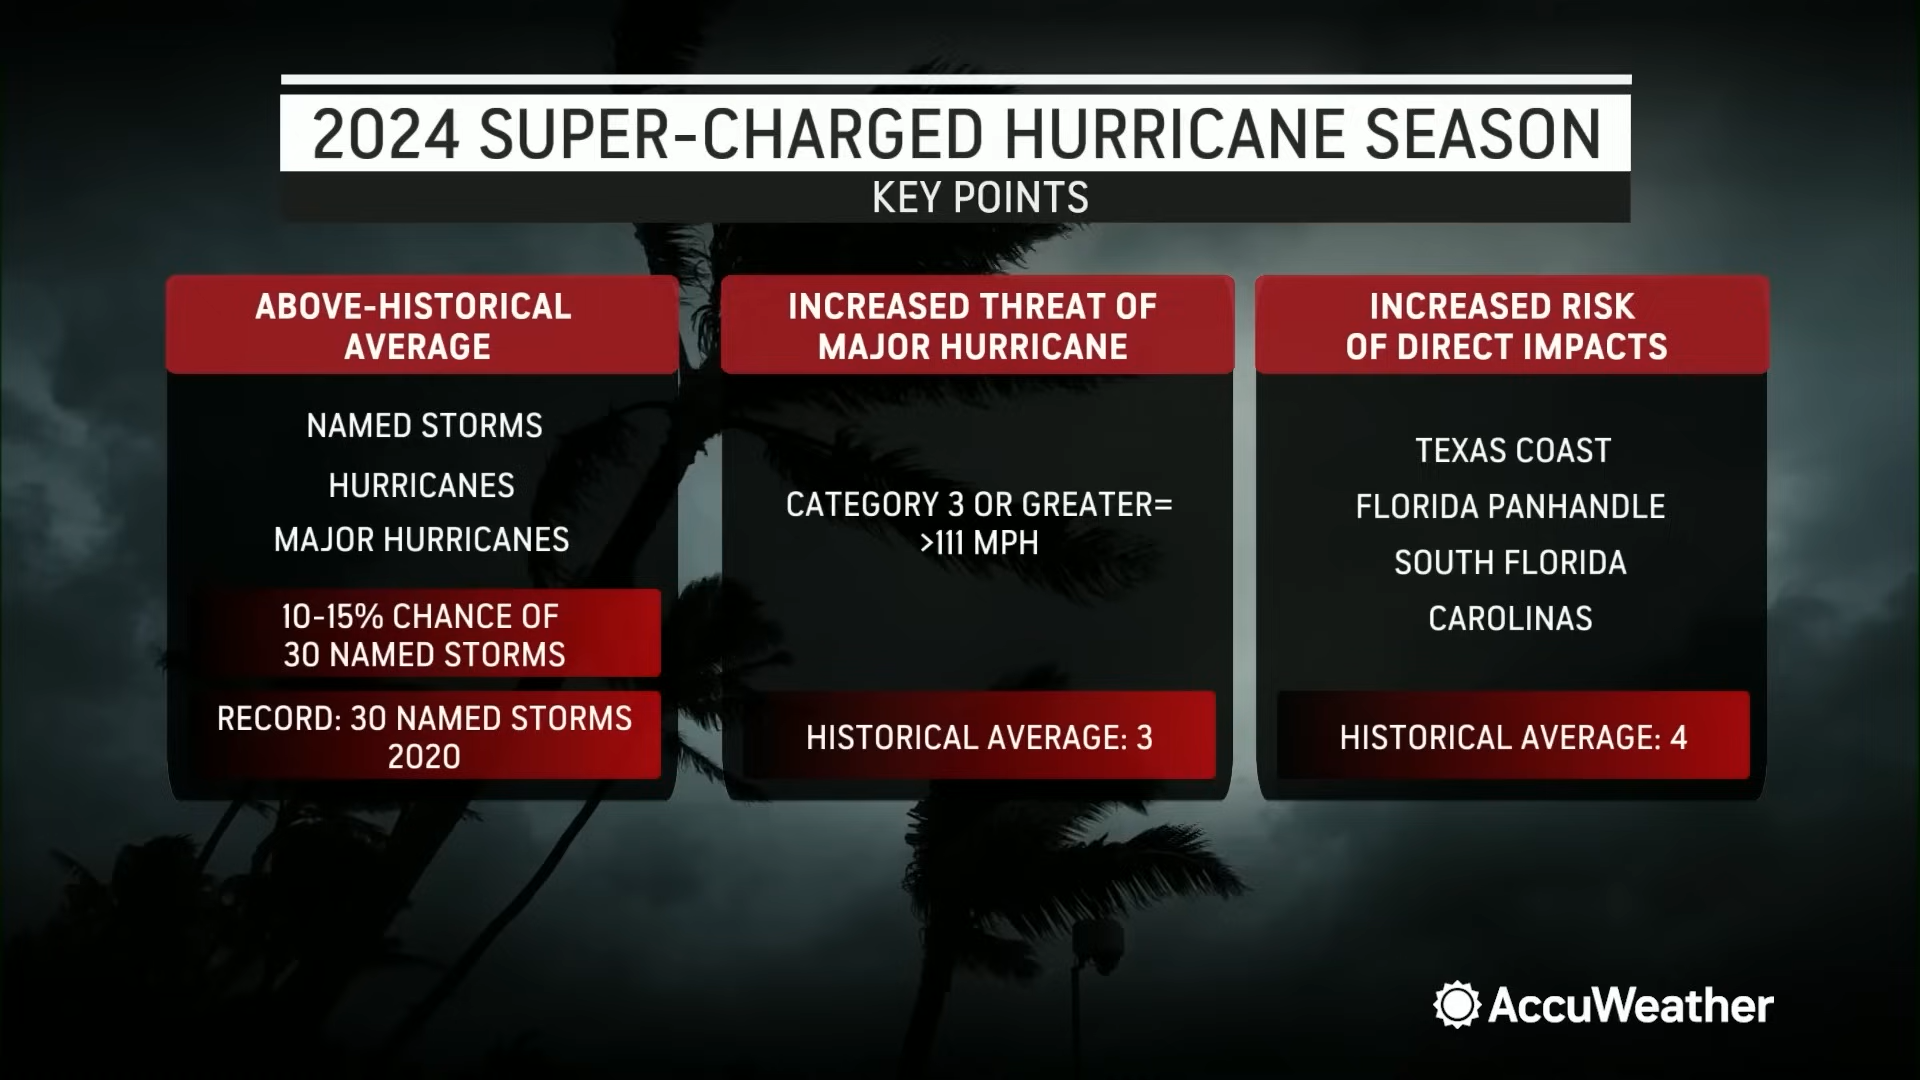 2024 SUPER-CHARGED HURRICANE SEASON
KEY POINTS
ABOVE-HISTORICAL
AVERAGE
NAMED STORMS
HURRICANES
MAJOR HURRICANES
10-15% CHANCE OF
30 NAMED STORMS
RECORD: 30 NAMED STORMS
2020
INCREASED THREAT OF
MAJOR HURRICANE
CATEGORY 3 OR GREATER=
>111 MPH
HISTORICAL AVERAGE: 3
INCREASED RISK
OF DIRECT IMPACTS
TEXAS COAST
FLORIDA PANHANDLE
SOUTH FLORIDA
CAROLINAS
HISTORICAL AVERAGE: 4
AccuWeather